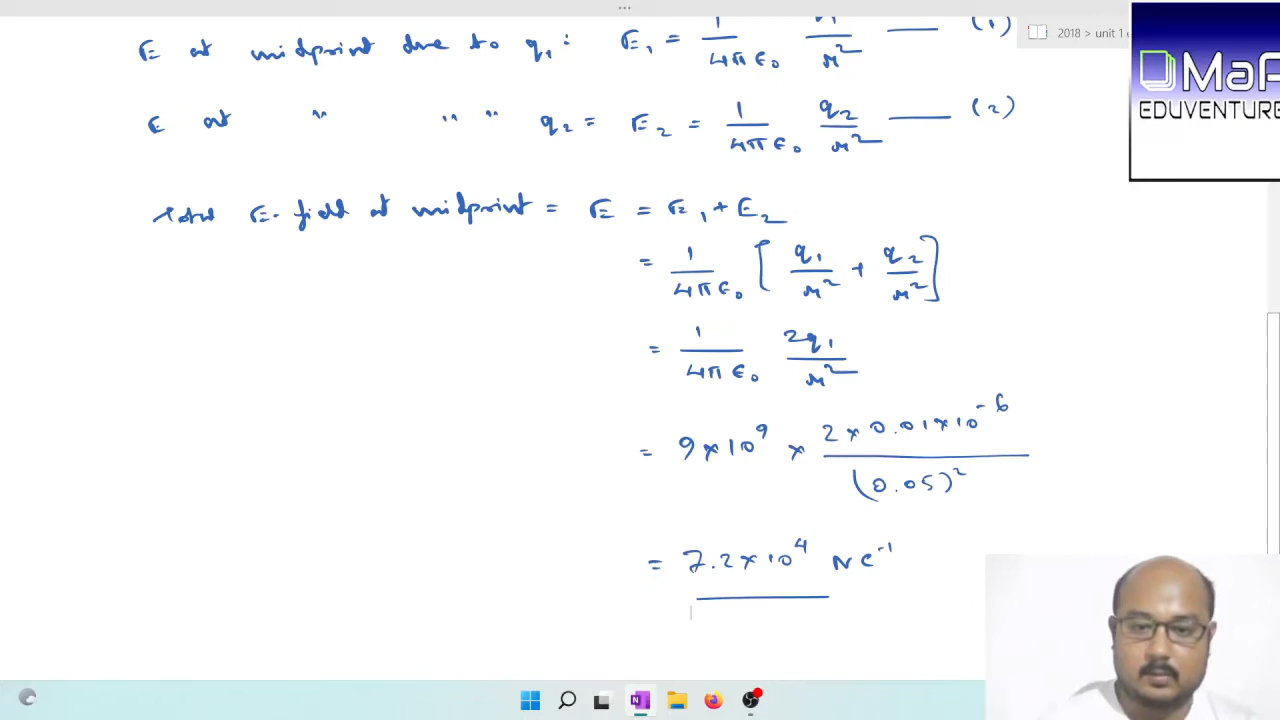 E at midpoint due to q₁ : E₁ = 1/4πε₀ q₁/r² —— (1)
2018 > unit 1 e
MaF
EDUVENTURE
E at " " " q₂ = E₂ = 1/4πε₀ q₂/r² —— (2)
Total E-field at midpoint = E = E₁ + E₂
= 1/4πε₀ [ q₁/r² + q₂/r² ]
= 1/4πε₀ 2q₁/r²
= 9×10⁹ × 2×0.01×10⁻⁶/(0.05)²
= 7.2×10⁴ NC⁻¹